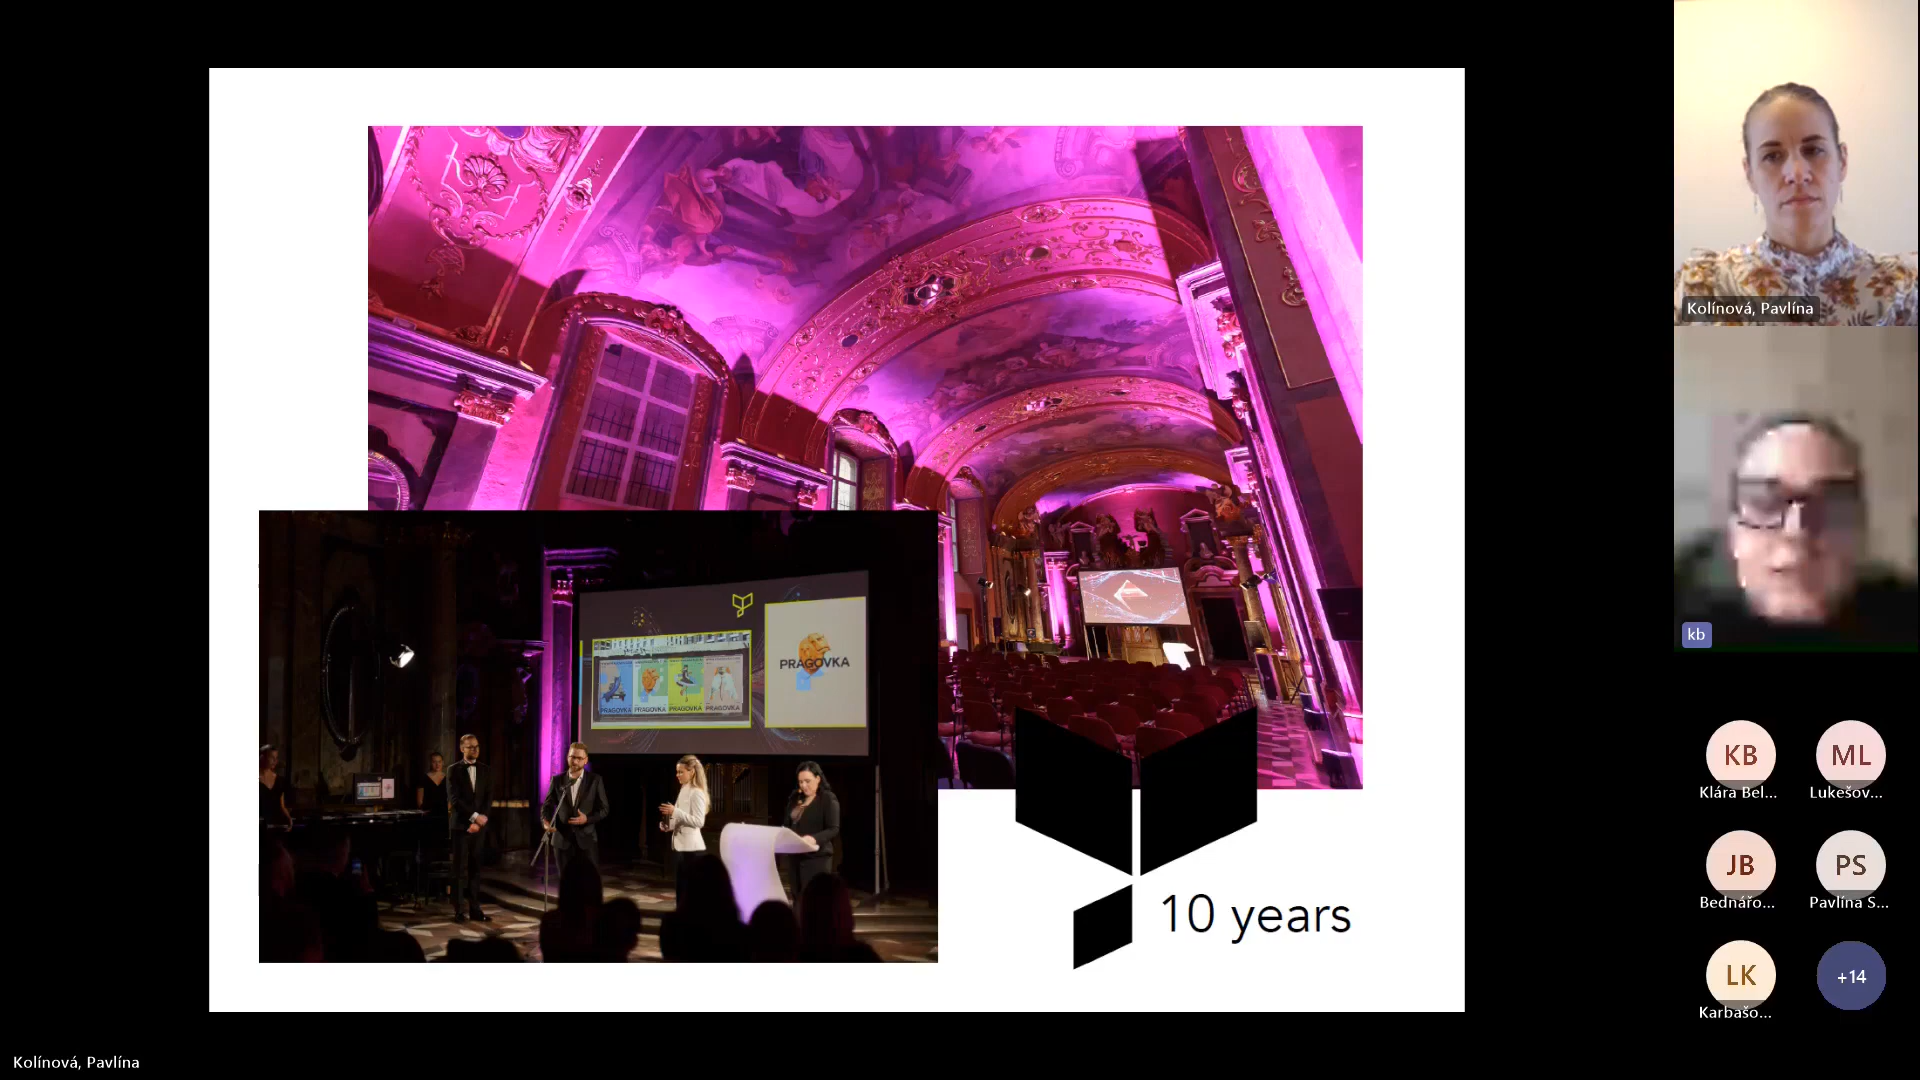 PRAGOVKA
PRAGOVKA PRAGOVKA PRAGOVKA PRAGOVKA
10 years
Kolínová, Pavlína
kb
KB
ML
Klára Bel...
Lukešov...
JB
PS
Bednářo...
Pavlína S...
LK
+14
Karbašo...
Kolínová, Pavlína